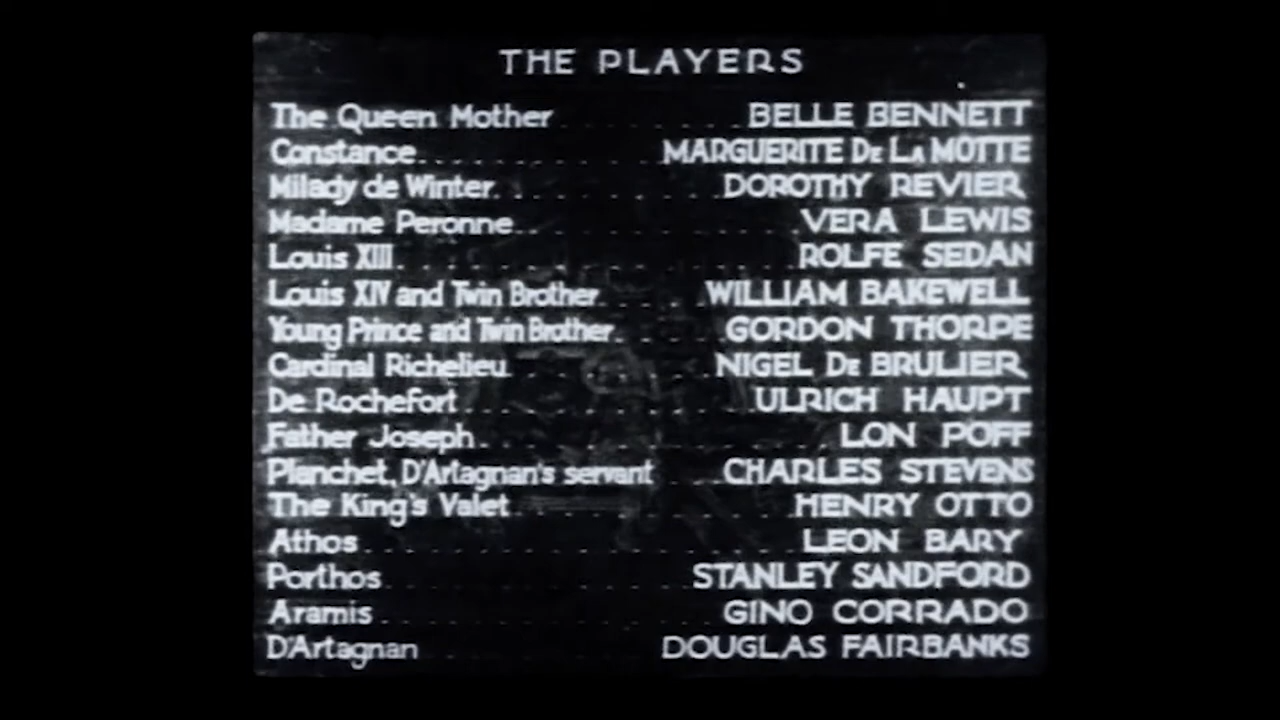 THE PLAYERS
The Queen Mother . . . . . . . BELLE BENNETT
Constance . . . . . . . MARGUERITE DE LA MOTTE
Milady de Winter . . . . . . . DOROTHY REVIER
Madame Peronne . . . . . . . VERA LEWIS
Louis XIII . . . . . . . ROLFE SEDAN
Louis XIV and Twin Brother . . . . . . . WILLIAM BAKEWELL
Young Prince and Twin Brother . . . . . . . GORDON THORPE
Cardinal Richelieu . . . . . . . NIGEL DE BRULIER
De Rochefort . . . . . . . ULRICH HAUPT
Father Joseph . . . . . . . LON POFF
Planchet, D'Artagnan's servant . . . CHARLES STEVENS
The King's Valet . . . . . . . HENRY OTTO
Athos . . . . . . . LEON BARY
Porthos . . . . . . . STANLEY SANDFORD
Aramis . . . . . . . GINO CORRADO
D'Artagnan . . . . . . . DOUGLAS FAIRBANKS